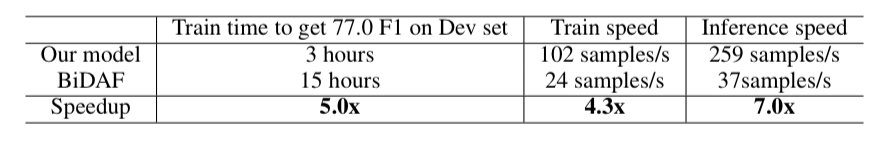 Train time to get 77.0 F1 on Dev set Train speed Inference speed
Our model 3 hours 102 samples/s 259 samples/s
BiDAF 15 hours 24 samples/s 37samples/s
Speedup 5.0x 4.3x 7.0x